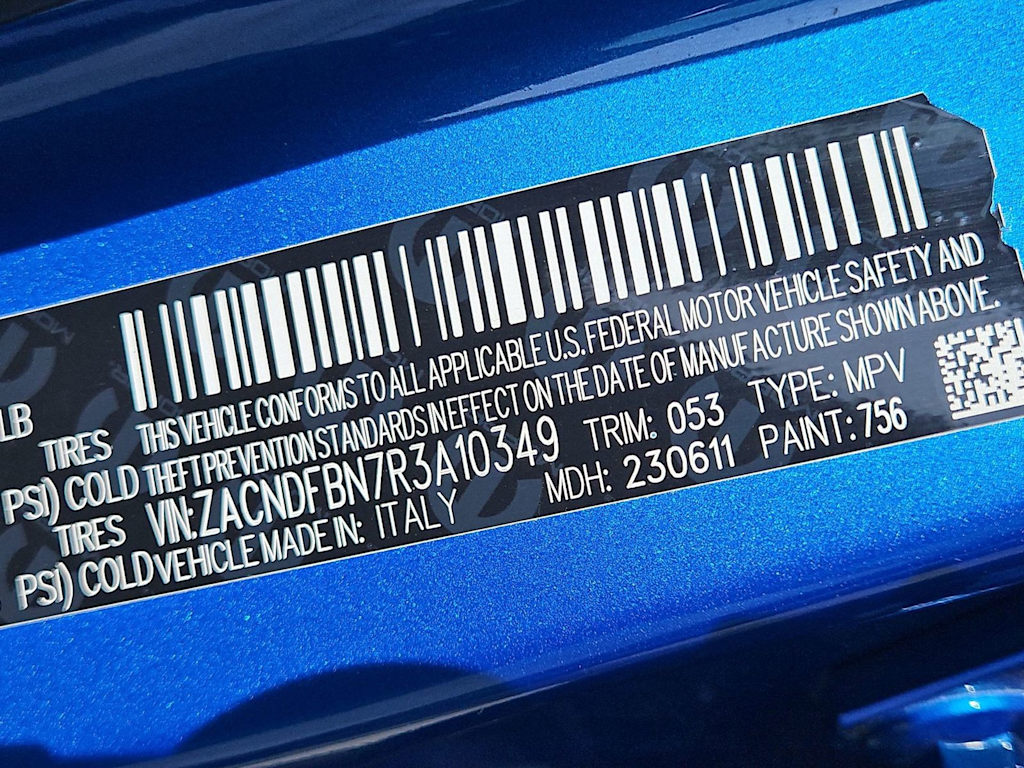 LB
TIRES THIS VEHICLE CONFORMS TO ALL APPLICABLE U.S. FEDERAL MOTOR VEHICLE SAFETY AND
PSI) COLD THEFT PREVENTION STANDARDS IN EFFECT ON THE DATE OF MANUFACTURE SHOWN ABOVE.
TIRES VIN: ZACNDFBN7R3A10349 TRIM: 053 TYPE: MPV
PSI) COLD VEHICLE MADE IN: ITALY MDH: 230611 PAINT: 756